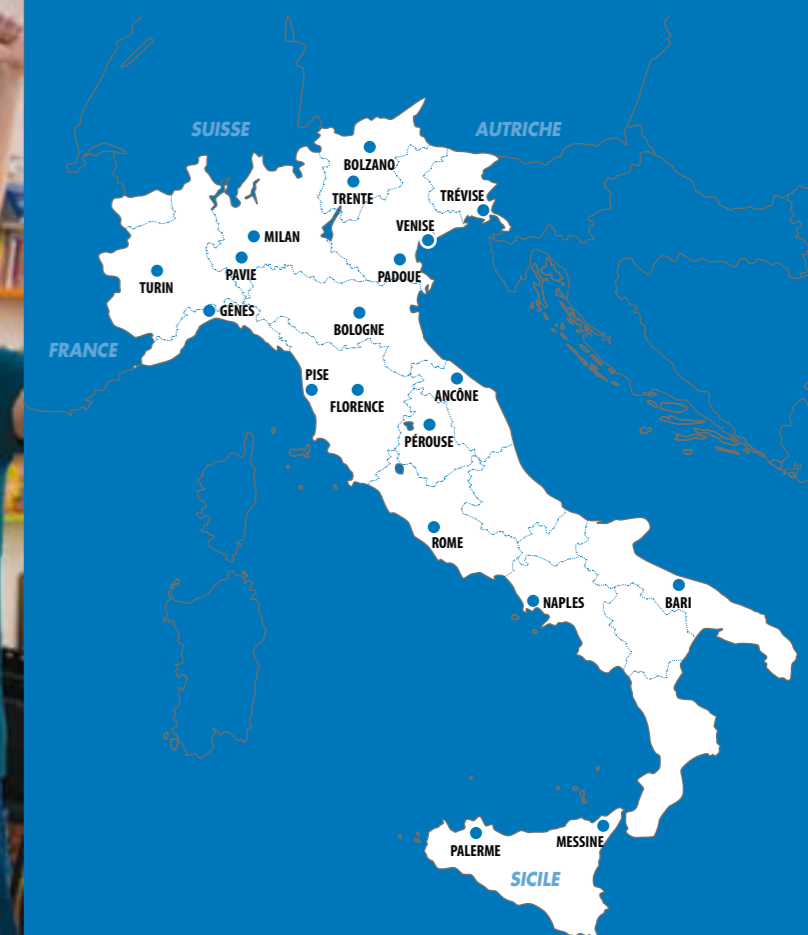 SUISSE
AUTRICHE
BOLZANO
TRENTE
TRÉVISE
VENISE
MILAN
PAVIE
PADOUE
TURIN
GÊNES
BOLOGNE
FRANCE
PISE
FLORENCE
ANCÔNE
PÉROUSE
ROME
NAPLES
BARI
PALERME
MESSINE
SICILE